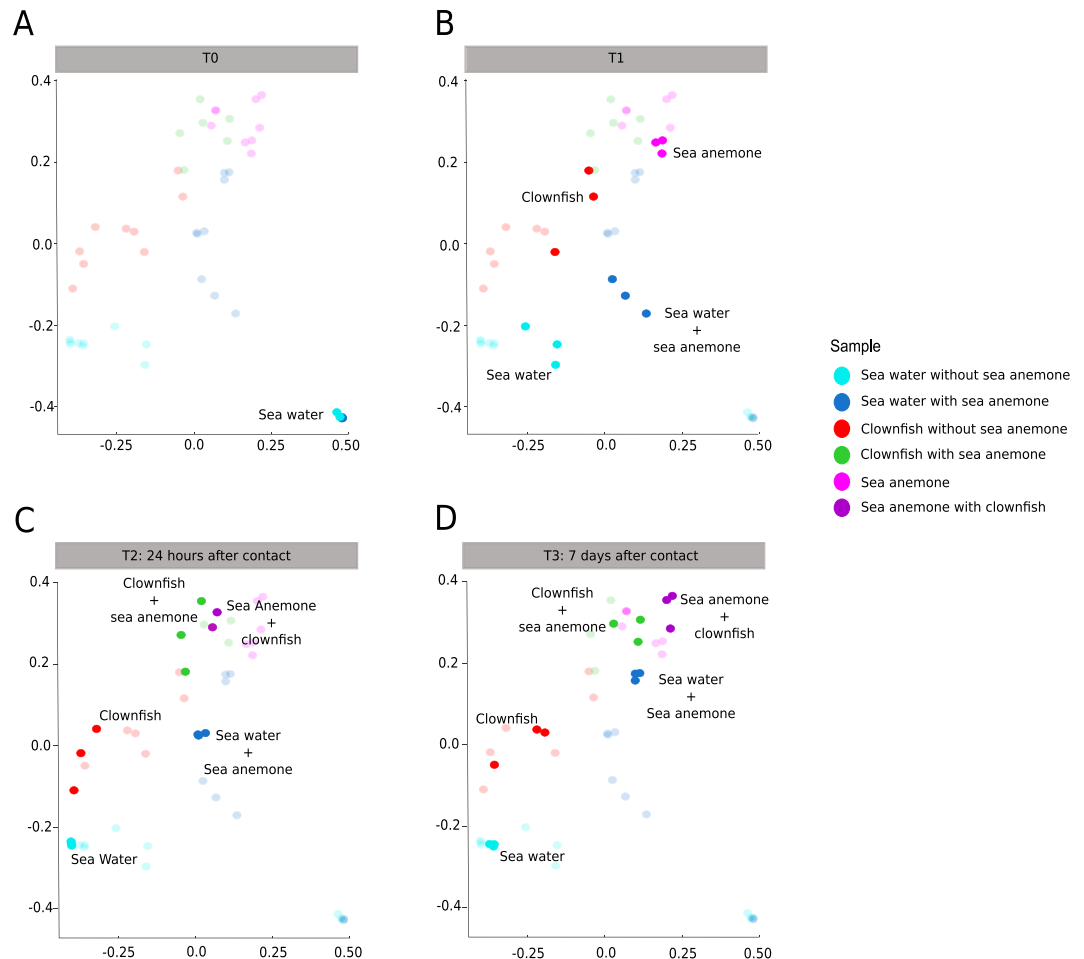 A
B
T0
T1
0.4
0.2
0.0
-0.2
-0.4
Sea water
-0.25
0.0
0.25
0.50
0.4
0.2
0.0
-0.2
-0.4
Sea anemone
Clownfish
Sea water
+
sea anemone
Sea water
-0.25
0.0
0.25
0.50
Sample
Sea water without sea anemone
Sea water with sea anemone
Clownfish without sea anemone
Clownfish with sea anemone
Sea anemone
Sea anemone with clownfish
C
D
T2: 24 hours after contact
T3: 7 days after contact
0.4
0.2
0.0
-0.2
-0.4
Clownfish
+
sea anemone
Sea Anemone
+
clownfish
Clownfish
Sea water
+
Sea anemone
Sea Water
-0.25
0.0
0.25
0.50
0.4
0.2
0.0
-0.2
-0.4
Clownfish
+
sea anemone
Sea anemone
+
clownfish
Sea water
+
Sea anemone
Clownfish
Sea water
-0.25
0.0
0.25
0.50